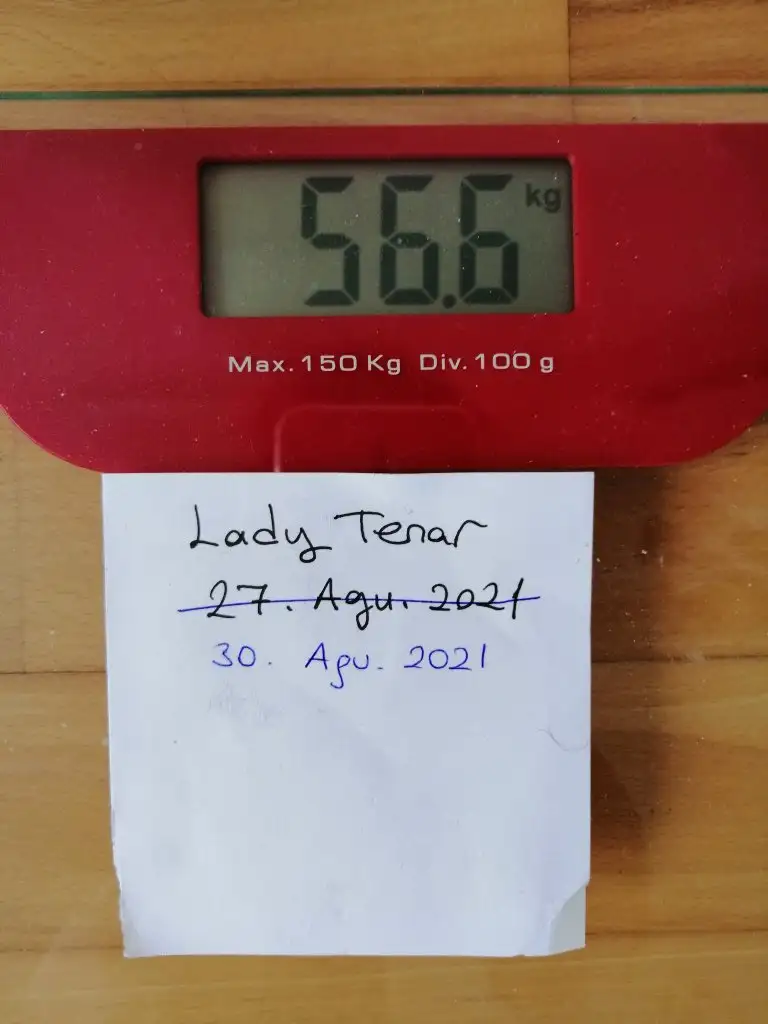 56.6 kg
Max. 150 Kg Div. 100 g
Lady Tenar
27. Agu. 2021
30. Agu. 2021